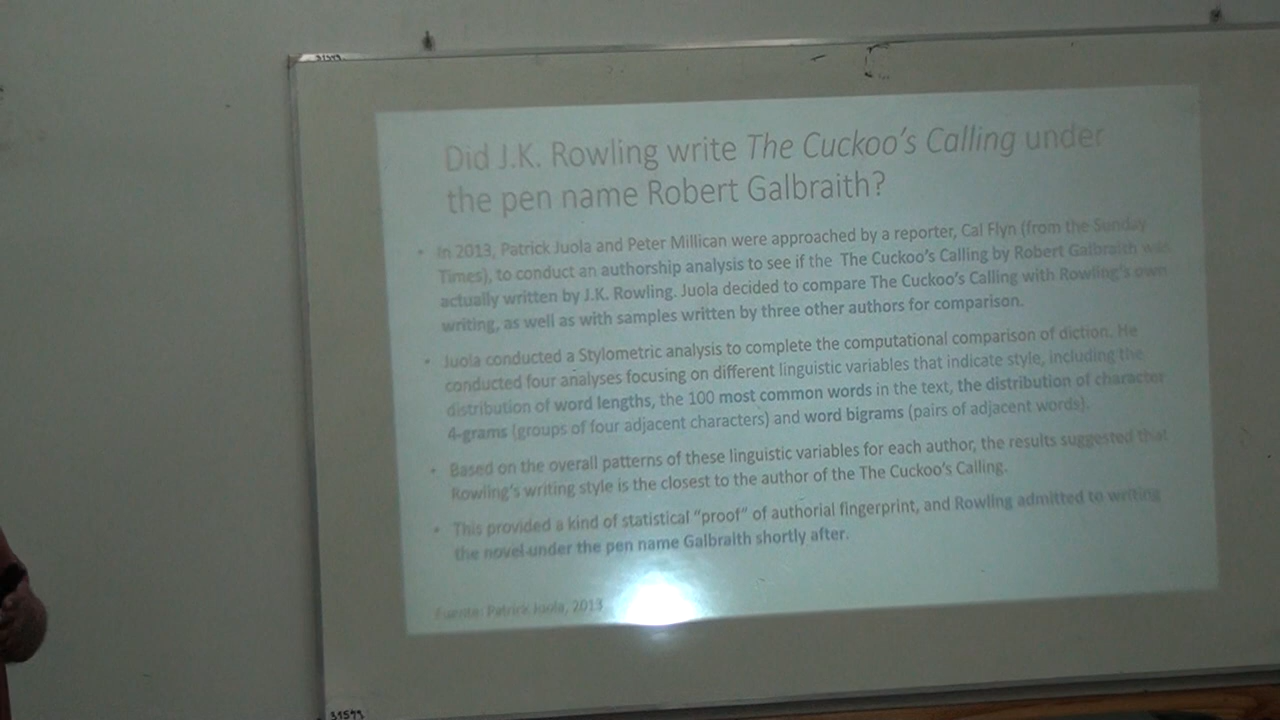 Did J.K. Rowling write The Cuckoo's Calling under
the pen name Robert Galbraith?
• In 2013, Patrick Juola and Peter Millican were approached by a reporter, Cal Flyn (from the Sunday
Times), to conduct an authorship analysis to see if the The Cuckoo's Calling by Robert Galbraith was
actually written by J.K. Rowling. Juola decided to compare The Cuckoo's Calling with Rowling's own
writing, as well as with samples written by three other authors for comparison.
• Juola conducted a Stylometric analysis to complete the computational comparison of diction. He
conducted four analyses focusing on different linguistic variables that indicate style, including the
distribution of word lengths, the 100 most common words in the text, the distribution of character
4-grams (groups of four adjacent characters) and word bigrams (pairs of adjacent words).
• Based on the overall patterns of these linguistic variables for each author, the results suggested that
Rowling's writing style is the closest to the author of the The Cuckoo's Calling.
• This provided a kind of statistical "proof" of authorial fingerprint, and Rowling admitted to writing
the novel under the pen name Galbraith shortly after.
Fuente: Patrick Juola, 2013
31599